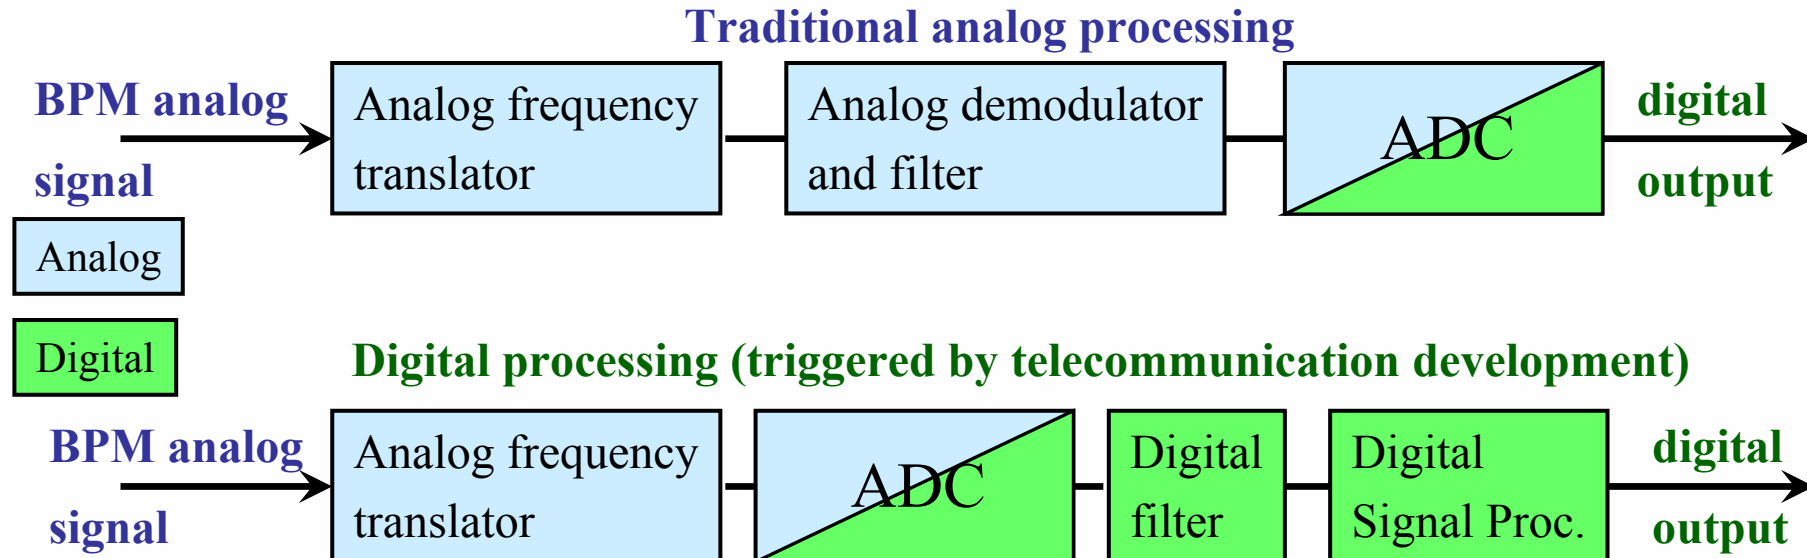 Traditional analog processing
BPM analog
signal
Analog frequency
translator
Analog demodulator
and filter
ADC
digital
output
Analog
Digital
Digital processing (triggered by telecommunication development)
BPM analog
signal
Analog frequency
translator
ADC
Digital
filter
Digital
Signal Proc.
digital
output